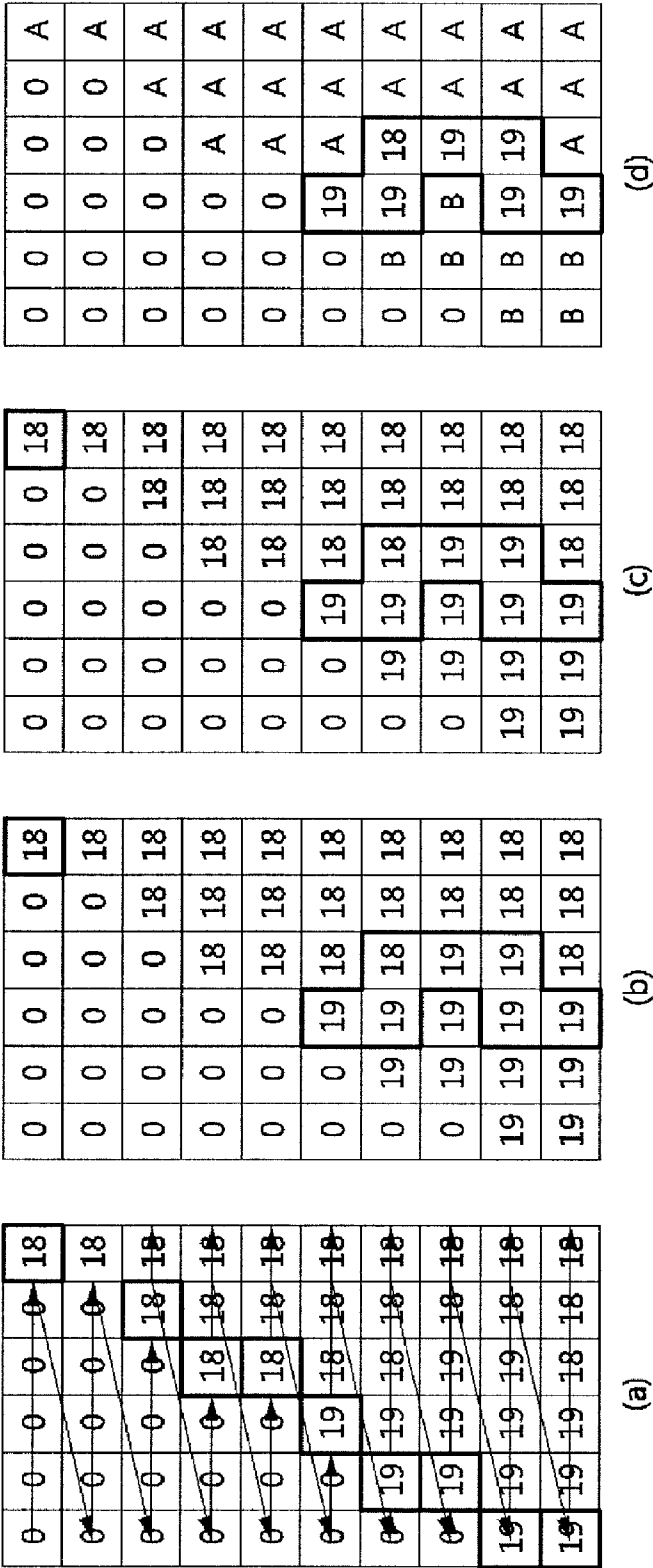 0 0 0 0 0 18
0 0 0 0 0 18
0 0 0 0 18 18
0 0 0 18 18 18
0 0 0 18 18 18
0 0 19 18 18 18
0 19 19 18 18 18
0 19 19 19 18 18
19 19 19 19 18 18
19 19 19 18 18 18
(a)
0 0 0 0 0 18
0 0 0 0 0 18
0 0 0 0 18 18
0 0 0 18 18 18
0 0 0 18 18 18
0 0 19 18 18 18
0 19 19 18 18 18
0 19 19 19 18 18
19 19 19 19 18 18
19 19 19 18 18 18
(b)
0 0 0 0 0 18
0 0 0 0 0 18
0 0 0 0 18 18
0 0 0 18 18 18
0 0 0 18 18 18
0 0 19 18 18 18
0 19 19 18 18 18
0 19 19 19 18 18
19 19 19 19 18 18
19 19 19 18 18 18
(c)
0 0 0 0 0 A
0 0 0 0 0 A
0 0 0 0 A A
0 0 0 A A A
0 0 0 A A A
0 0 19 A A A
0 B 19 18 A A
0 B B 19 A A
B B 19 19 A A
B B 19 A A A
(d)